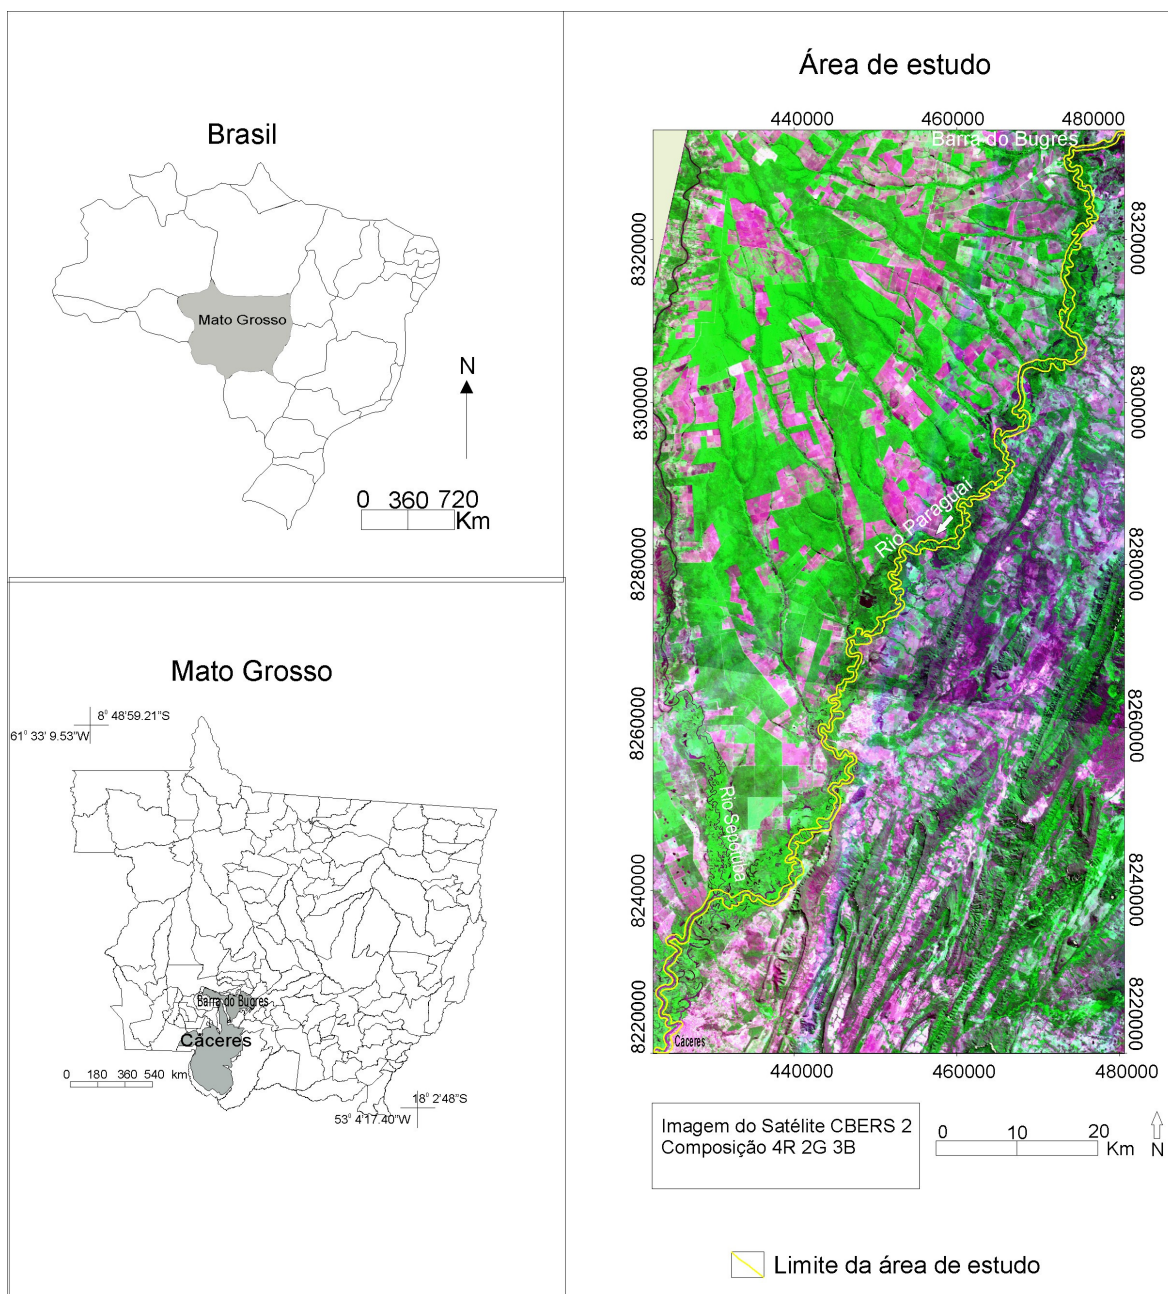 Brasil
Mato Grosso
N
0 360 720
Km
Mato Grosso
8° 48'59.21"S
61° 33' 9.53"W
Barra do Bugres
Cáceres
0 180 360 540 km
18° 2'48"S
53° 4'17.40"W
Área de estudo
440000 460000 480000
Barra do Bugres
8320000 8320000
8300000 8300000
Rio Paraguai
8280000 8280000
8260000 8260000
Rio Sepotuba
8240000 8240000
8220000 8220000
Cáceres
440000 460000 480000
Imagem do Satélite CBERS 2
Composição 4R 2G 3B
0 10 20
Km
N
Limite da área de estudo